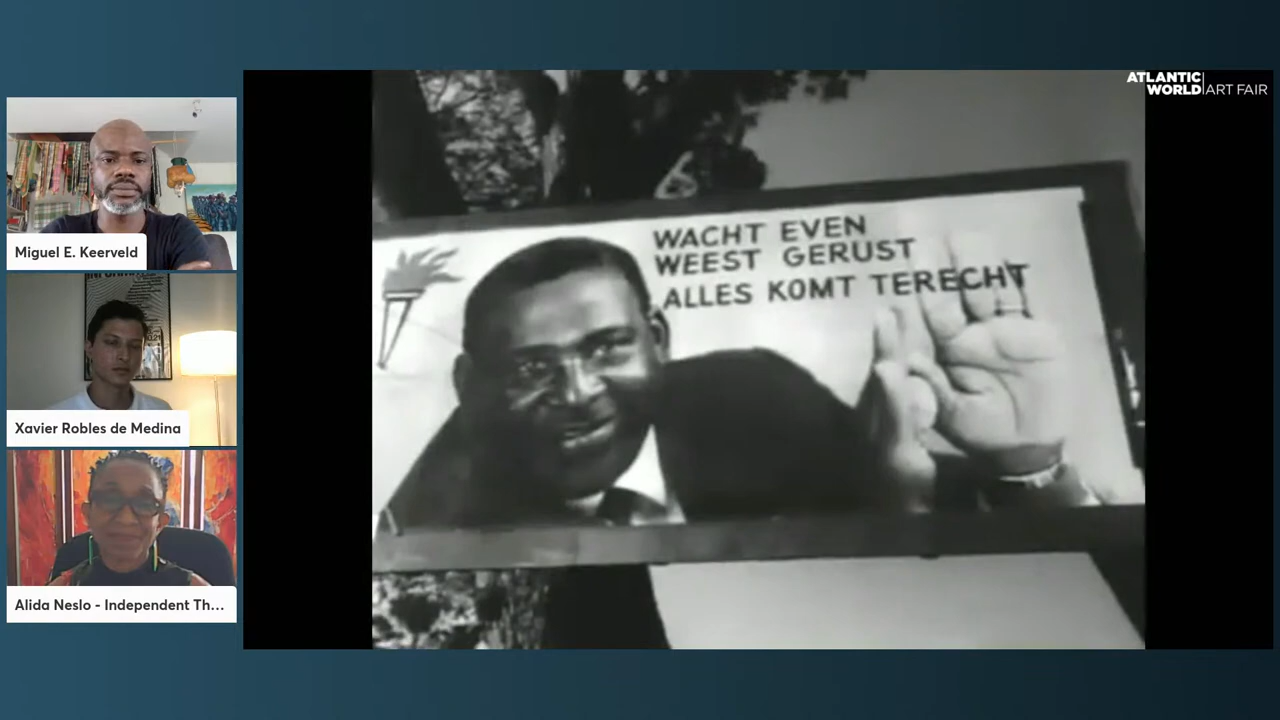 ATLANTIC
WORLD ART FAIR
Miguel E. Keerveld
Xavier Robles de Medina
Alida Neslo - Independent Th…
WACHT EVEN
WEEST GERUST
ALLES KOMT TERECHT